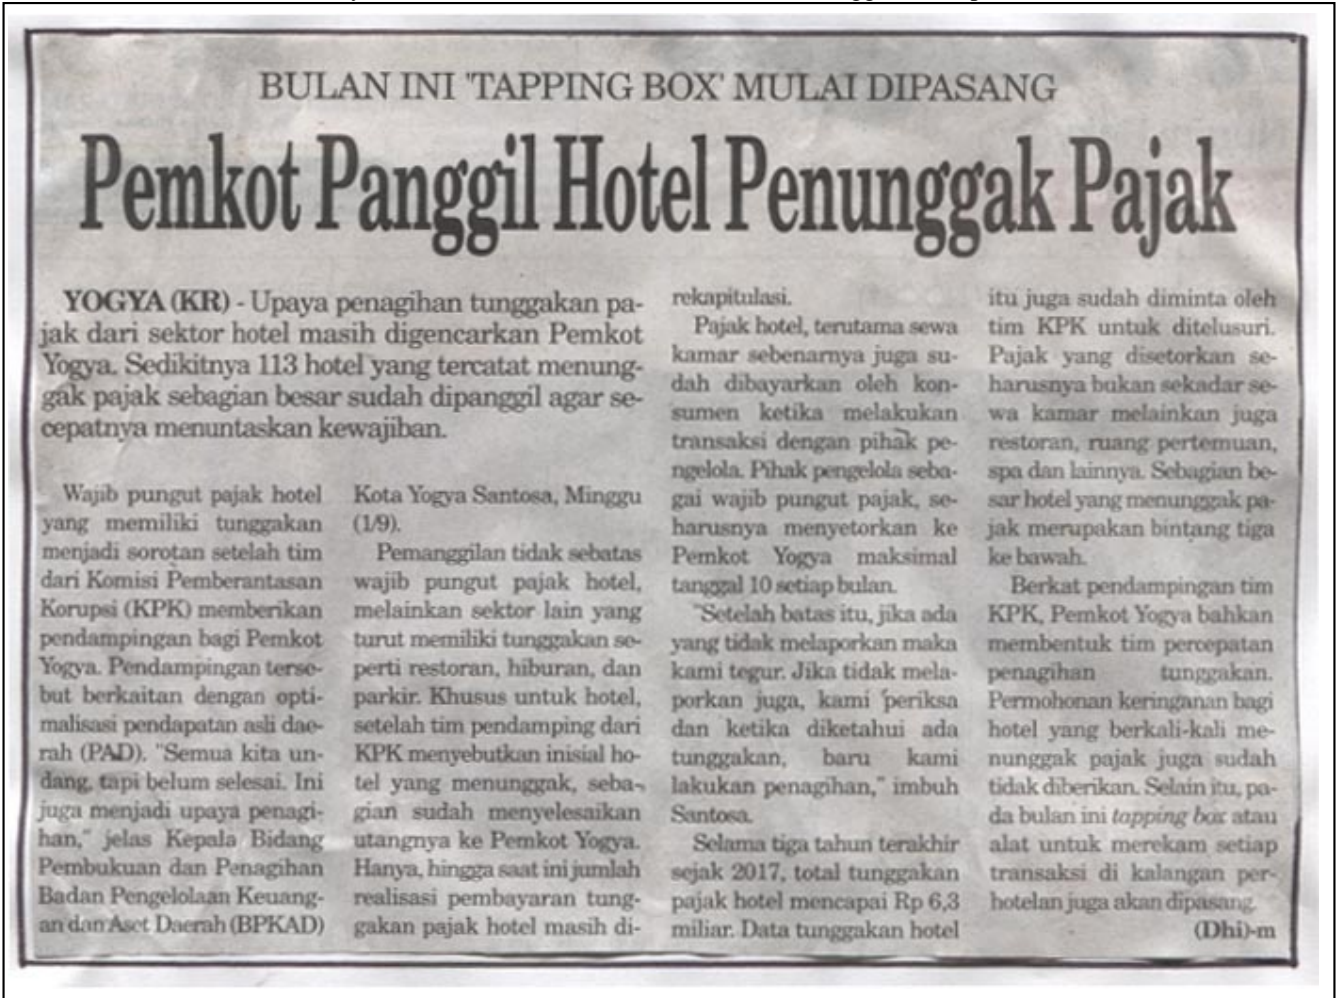 BULAN INI 'TAPPING BOX' MULAI DIPASANG
Pemkot Panggil Hotel Penunggak Pajak
YOGYA (KR) - Upaya penagihan tunggakan pa-
jak dari sektor hotel masih digencarkan Pemkot
Yogya. Sedikitnya 113 hotel yang tercatat menung-
gak pajak sebagian besar sudah dipanggil agar se-
cepatnya menuntaskan kewajiban.
Wajib pungut pajak hotel
yang memiliki tunggakan
menjadi sorotan setelah tim
dari Komisi Pemberantasan
Korupsi (KPK) memberikan
pendampingan bagi Pemkot
Yogya. Pendampingan terse-
but berkaitan dengan opti-
malisasi pendapatan asli dae-
rah (PAD). "Semua kita un-
dang, tapi belum selesai. Ini
juga menjadi upaya penagi-
han," jelas Kepala Bidang
Pembukuan dan Penagihan
Badan Pengelolaan Keuang-
an dan Aset Daerah (BPKAD)
Kota Yogya Santosa, Minggu
(1/9).
Pemanggilan tidak sebatas
wajib pungut pajak hotel,
melainkan sektor lain yang
turut memiliki tunggakan se-
perti restoran, hiburan, dan
parkir. Khusus untuk hotel,
setelah tim pendamping dari
KPK menyebutkan inisial ho-
tel yang menunggak, seba-
gian sudah menyelesaikan
utangnya ke Pemkot Yogya.
Hanya, hingga saat ini jumlah
realisasi pembayaran tung-
gakan pajak hotel masih di-
rekapitulasi.
Pajak hotel, terutama sewa
kamar sebenarnya juga su-
dah dibayarkan oleh kon-
sumen ketika melakukan
transaksi dengan pihak pe-
ngelola. Pihak pengelola seba-
gai wajib pungut pajak, se-
harusnya menyetorkan ke
Pemkot Yogya maksimal
tanggal 10 setiap bulan.
"Setelah batas itu, jika ada
yang tidak melaporkan maka
kami tegur. Jika tidak mela-
porkan juga, kami periksa
dan ketika diketahui ada
tunggakan, baru kami
lakukan penagihan," imbuh
Santosa.
Selama tiga tahun terakhir
sejak 2017, total tunggakan
pajak hotel mencapai Rp 6,3
miliar. Data tunggakan hotel
itu juga sudah diminta oleh
tim KPK untuk ditelusuri.
Pajak yang disetorkan se-
harusnya bukan sekadar se-
wa kamar melainkan juga
restoran, ruang pertemuan,
spa dan lainnya. Sebagian be-
sar hotel yang menunggak pa-
jak merupakan bintang tiga
ke bawah.
Berkat pendampingan tim
KPK, Pemkot Yogya bahkan
membentuk tim percepatan
penagihan tunggakan.
Permohonan keringanan bagi
hotel yang berkali-kali me-
nunggak pajak juga sudah
tidak diberikan. Selain itu, pa-
da bulan ini tapping box atau
alat untuk merekam setiap
transaksi di kalangan per-
hotelan juga akan dipasang.
(Dhi)-m